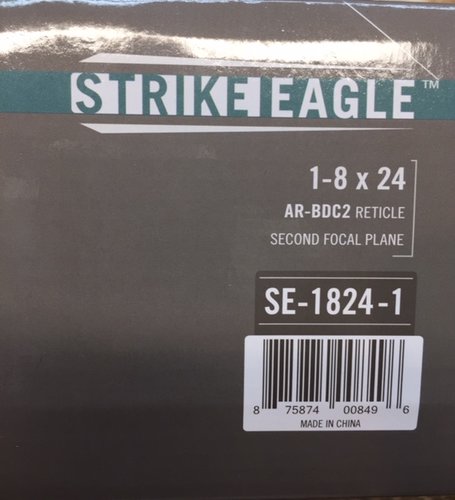 STRIKE EAGLE™
1-8 x 24
AR-BDC2 RETICLE
SECOND FOCAL PLANE
SE-1824-1
8 75874 00849 6
MADE IN CHINA